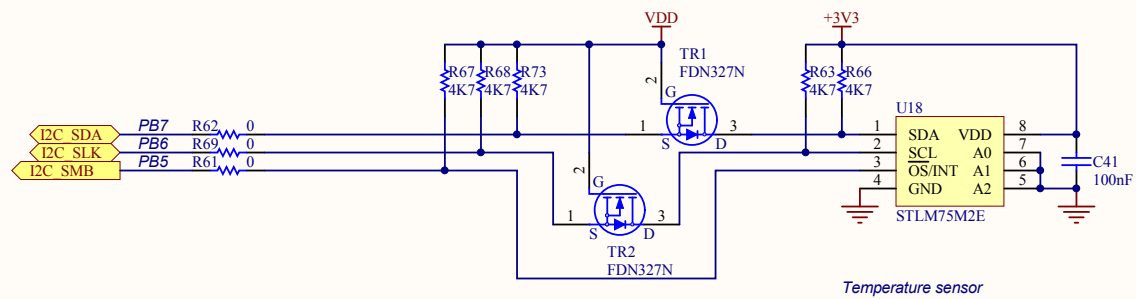 VDD
+3V3
TR1
FDN327N
R67
4K7
R68
4K7
R73
4K7
R63
4K7
R66
4K7
2
G
U18
I2C_SDA
PB7
R62
0
1
S
D
3
1
SDA
VDD
8
I2C_SLK
PB6
R69
0
2
SCL
A0
7
I2C_SMB
PB5
R61
0
3
OS/INT
A1
6
4
GND
A2
5
C41
100nF
2
G
STLM75M2E
1
S
D
3
TR2
FDN327N
Temperature sensor